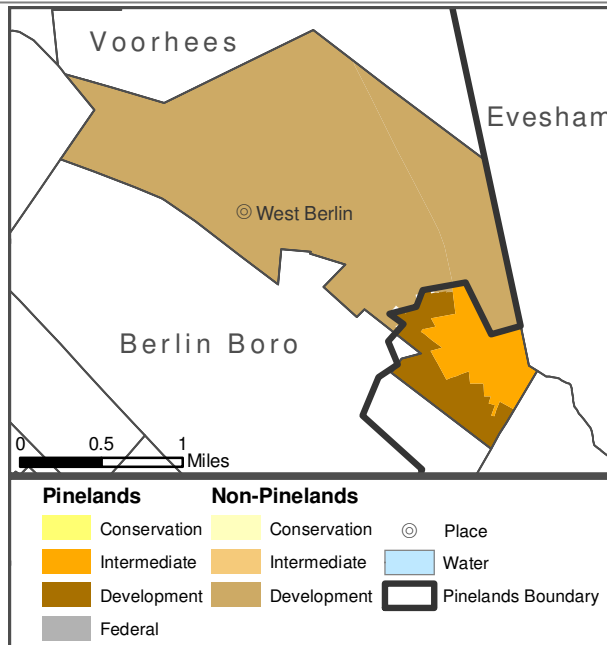 Voorhees
Evesham
West Berlin
Berlin Boro
0 0.5 1
Miles
Pinelands Non-Pinelands
Conservation Conservation Place
Intermediate Intermediate Water
Development Development Pinelands Boundary
Federal